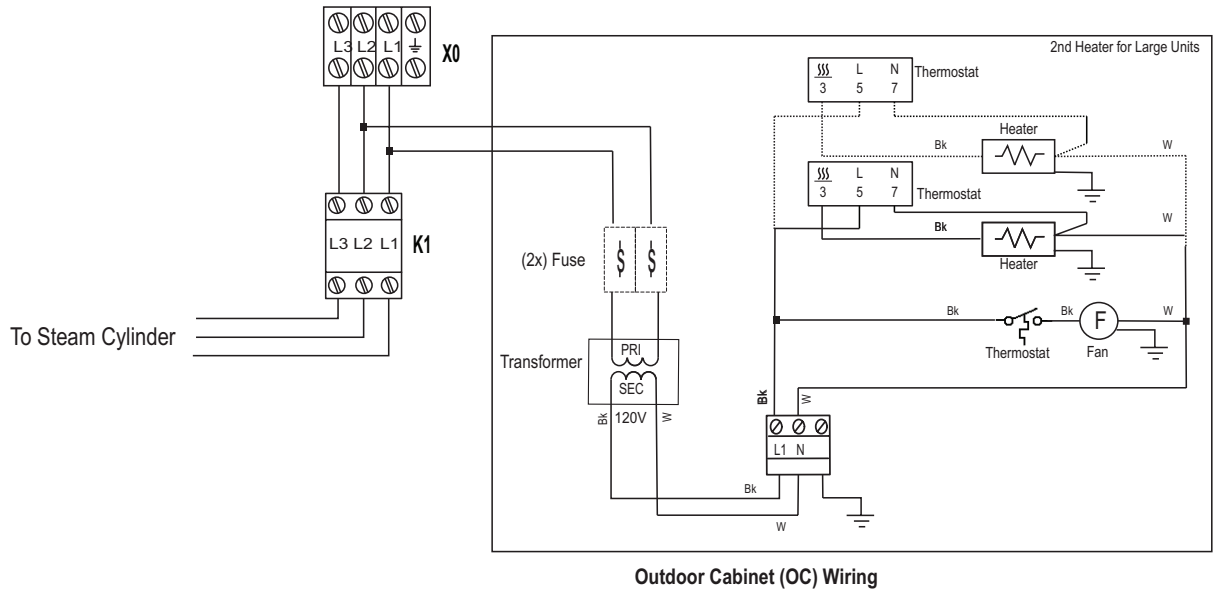 L3 L2 L1
X0
2nd Heater for Large Units
L N
Thermostat
3 5 7
Heater
Bk
W
L N
3 5 7
Thermostat
Bk
W
Heater
L3 L2 L1
K1
(2x) Fuse
S S
Bk
Bk
W
F
Thermostat
Fan
To Steam Cylinder
Transformer
PRI
SEC
Bk
120V
W
Bk
W
L1 N
Bk
W
Outdoor Cabinet (OC) Wiring